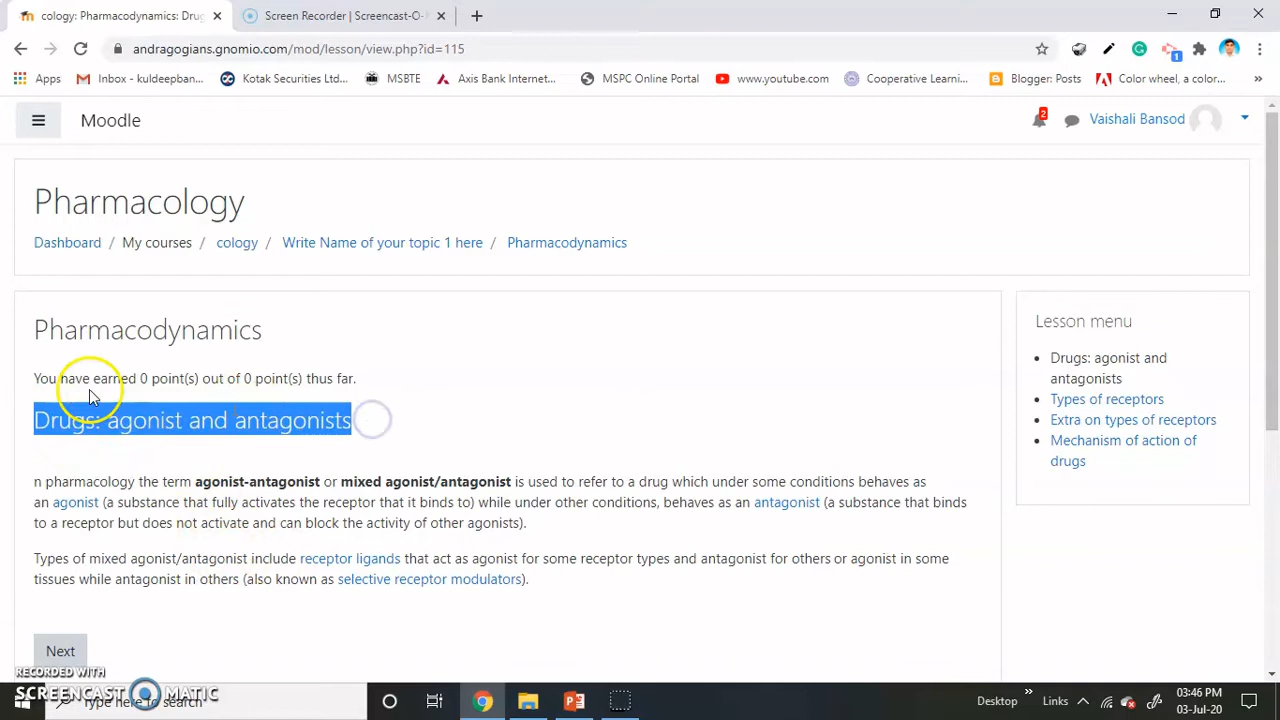 cology: Pharmacodynamics: Dru
Screen Recorder | Screencast-O-
andragogians.gnomio.com/mod/lesson/view.php?id=115
1
Apps
Inbox - kuldeepban...
Kotak Securities Ltd...
MSBTE
Axis Bank Internet...
MSPC Online Portal
www.youtube.com
Cooperative Learni...
Blogger: Posts
Color wheel, a color...
»
Moodle
2
Vaishali Bansod
Pharmacology
Dashboard / My courses / cology / Write Name of your topic 1 here / Pharmacodynamics
Pharmacodynamics
You have earned 0 point(s) out of 0 point(s) thus far.
Drugs: agonist and antagonists
n pharmacology the term agonist-antagonist or mixed agonist/antagonist is used to refer to a drug which under some conditions behaves as
an agonist (a substance that fully activates the receptor that it binds to) while under other conditions, behaves as an antagonist (a substance that binds
to a receptor but does not activate and can block the activity of other agonists).
Types of mixed agonist/antagonist include receptor ligands that act as agonist for some receptor types and antagonist for others or agonist in some
tissues while antagonist in others (also known as selective receptor modulators).
Next
Lesson menu
Drugs: agonist and
antagonists
Types of receptors
Extra on types of receptors
Mechanism of action of
drugs
RECORDED WITH
SCREENCAST MATIC
Type here to search
Desktop
»
Links
03:46 PM
03-Jul-20